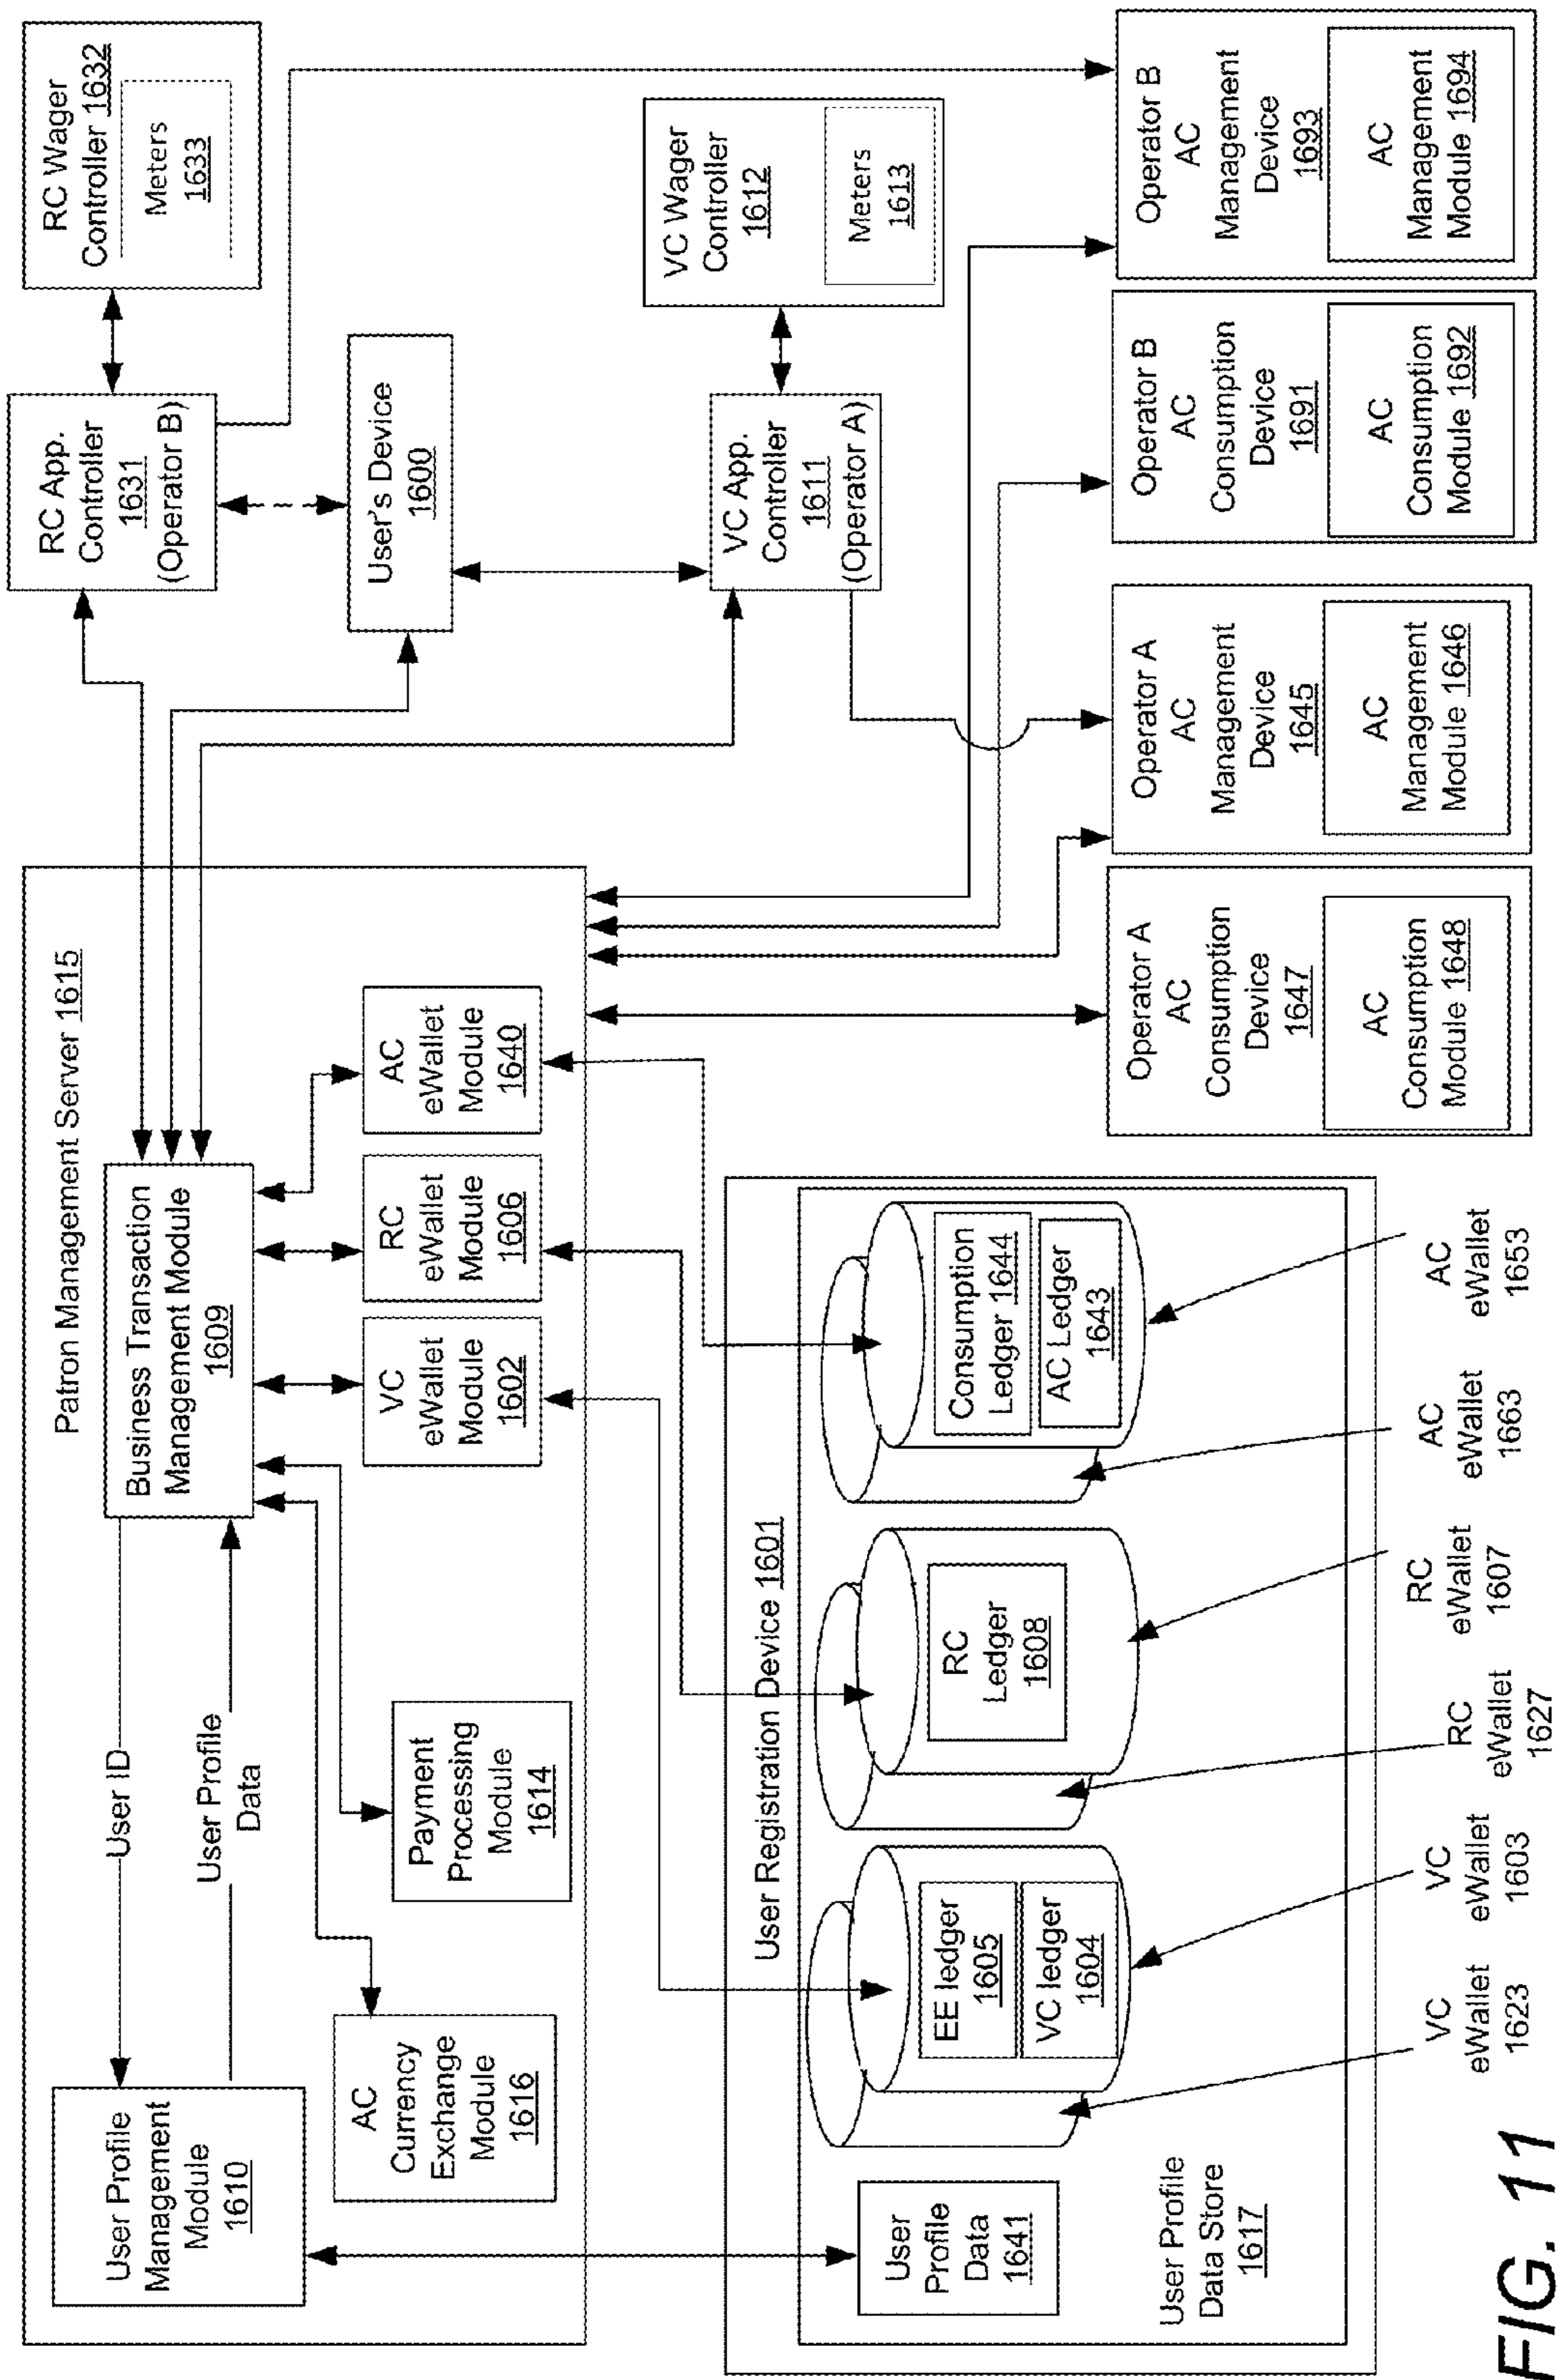 Patron Management Server 1615
User Profile
Management
Module
1610
User ID
User Profile
Data
Business Transaction
Management Module
1609
AC
Currency
Exchange
Module
1616
Payment
Processing
Module
1614
VC
eWallet
Module
1602
RC
eWallet
Module
1606
AC
eWallet
Module
1640
RC App.
Controller
1631
(Operator B)
RC Wager
Controller 1632
Meters
1633
User's Device
1600
VC App.
Controller
1611
(Operator A)
VC Wager
Controller
1612
Meters
1613
User Registration Device 1601
User
Profile
Data
1641
User Profile
Data Store
1617
EE ledger
1605
VC ledger
1604
RC
Ledger
1608
Consumption
Ledger 1644
AC Ledger
1643
VC
eWallet
1623
VC
eWallet
1603
RC
eWallet
1627
RC
eWallet
1607
AC
eWallet
1663
AC
eWallet
1653
Operator A
AC
Consumption
Device
1647
AC
Consumption
Module 1648
Operator A
AC
Management
Device
1645
AC
Management
Module 1646
Operator B
AC
Consumption
Device
1691
AC
Consumption
Module 1692
Operator B
AC
Management
Device
1693
AC
Management
Module 1694
FIG. 11